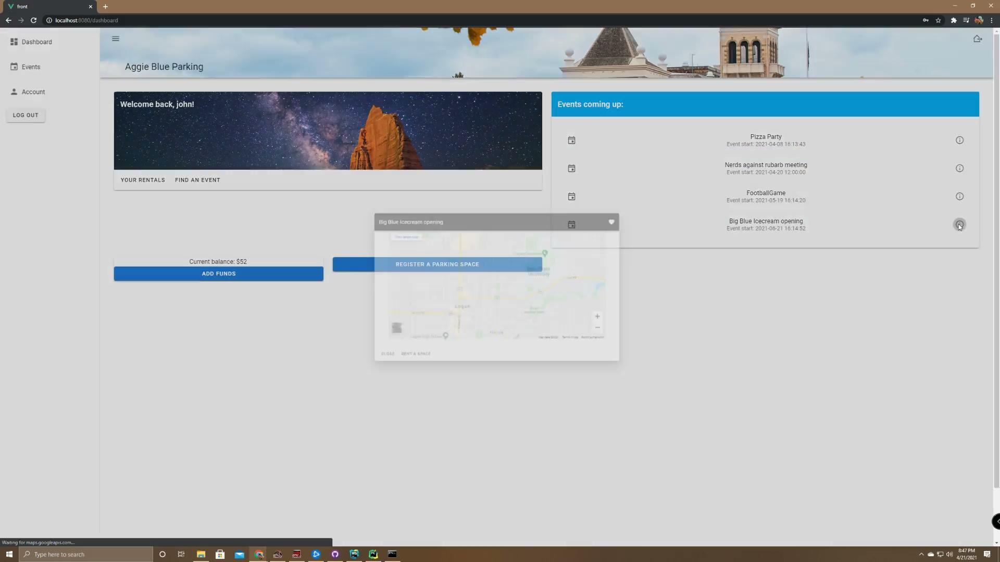 front
localhost:8080/dashboard
Dashboard
Events
Account
LOG OUT
Aggie Blue Parking
Welcome back, john!
YOUR RENTALS
FIND AN EVENT
Events coming up:
Pizza Party
Event start: 2021-04-08 16:13:43
Nerds against rubarb meeting
Event start: 2021-04-20 12:00:00
FootballGame
Event start: 2021-05-19 16:14:20
Big Blue Icecream opening
Event start: 2021-06-21 16:14:52
Big Blue Icecream opening
Current balance: $52
ADD FUNDS
REGISTER A PARKING SPACE
University
Logan
CLOSE
RENT A SPACE
Waiting for maps.googleapis.com...
Type here to search
8:47 PM
4/21/2021